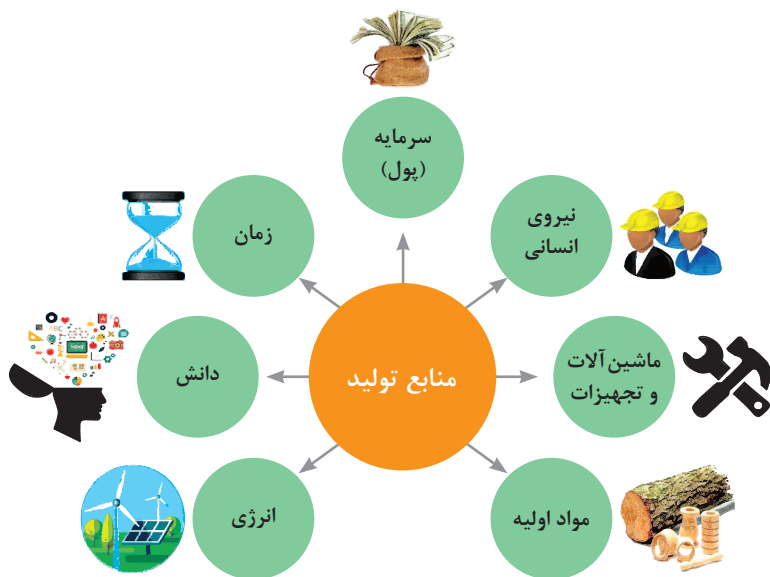 سرمایه
(پول)
نیروی
انسانی
زمان
ماشین‌آلات
و تجهیزات
منابع تولید
دانش
مواد اولیه
انرژی